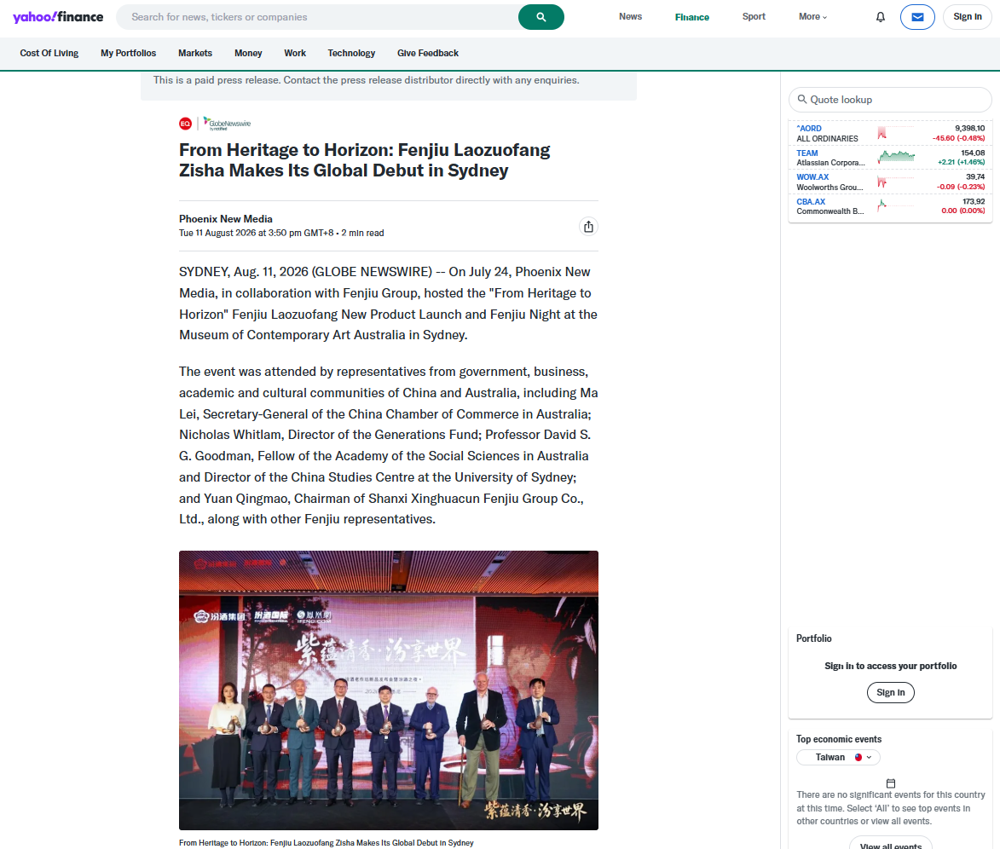 yahoo!finance
Search for news, tickers or companies
News
Finance
Sport
More
Sign in
Cost Of Living
My Portfolios
Markets
Money
Work
Technology
Give Feedback
This is a paid press release. Contact the press release distributor directly with any enquiries.
EQ
GlobeNewswire
by notified
From Heritage to Horizon: Fenjiu Laozuofang
Zisha Makes Its Global Debut in Sydney
Phoenix New Media
Tue 11 August 2026 at 3:50 pm GMT+8 • 2 min read
SYDNEY, Aug. 11, 2026 (GLOBE NEWSWIRE) -- On July 24, Phoenix New
Media, in collaboration with Fenjiu Group, hosted the "From Heritage to
Horizon" Fenjiu Laozuofang New Product Launch and Fenjiu Night at the
Museum of Contemporary Art Australia in Sydney.
The event was attended by representatives from government, business,
academic and cultural communities of China and Australia, including Ma
Lei, Secretary-General of the China Chamber of Commerce in Australia;
Nicholas Whitlam, Director of the Generations Fund; Professor David S.
G. Goodman, Fellow of the Academy of the Social Sciences in Australia
and Director of the China Studies Centre at the University of Sydney;
and Yuan Qingmao, Chairman of Shanxi Xinghuacun Fenjiu Group Co.,
Ltd., along with other Fenjiu representatives.
汾酒集团
汾酒国际
鳳凰網
IFENG.COM
紫蕴清香·汾享世界
紫蕴清香·汾享世界
From Heritage to Horizon: Fenjiu Laozuofang Zisha Makes Its Global Debut in Sydney
Quote lookup
^AORD
9,398.10
ALL ORDINARIES
-45.60 (-0.48%)
TEAM
154.08
Atlassian Corpora...
+2.21 (+1.46%)
WOW.AX
39.74
Woolworths Grou...
-0.09 (-0.23%)
CBA.AX
173.92
Commonwealth B...
0.00 (0.00%)
Portfolio
Sign in to access your portfolio
Sign in
Top economic events
Taiwan
There are no significant events for this country
at this time. Select 'All' to see top events in
other countries or view all events.
View all events